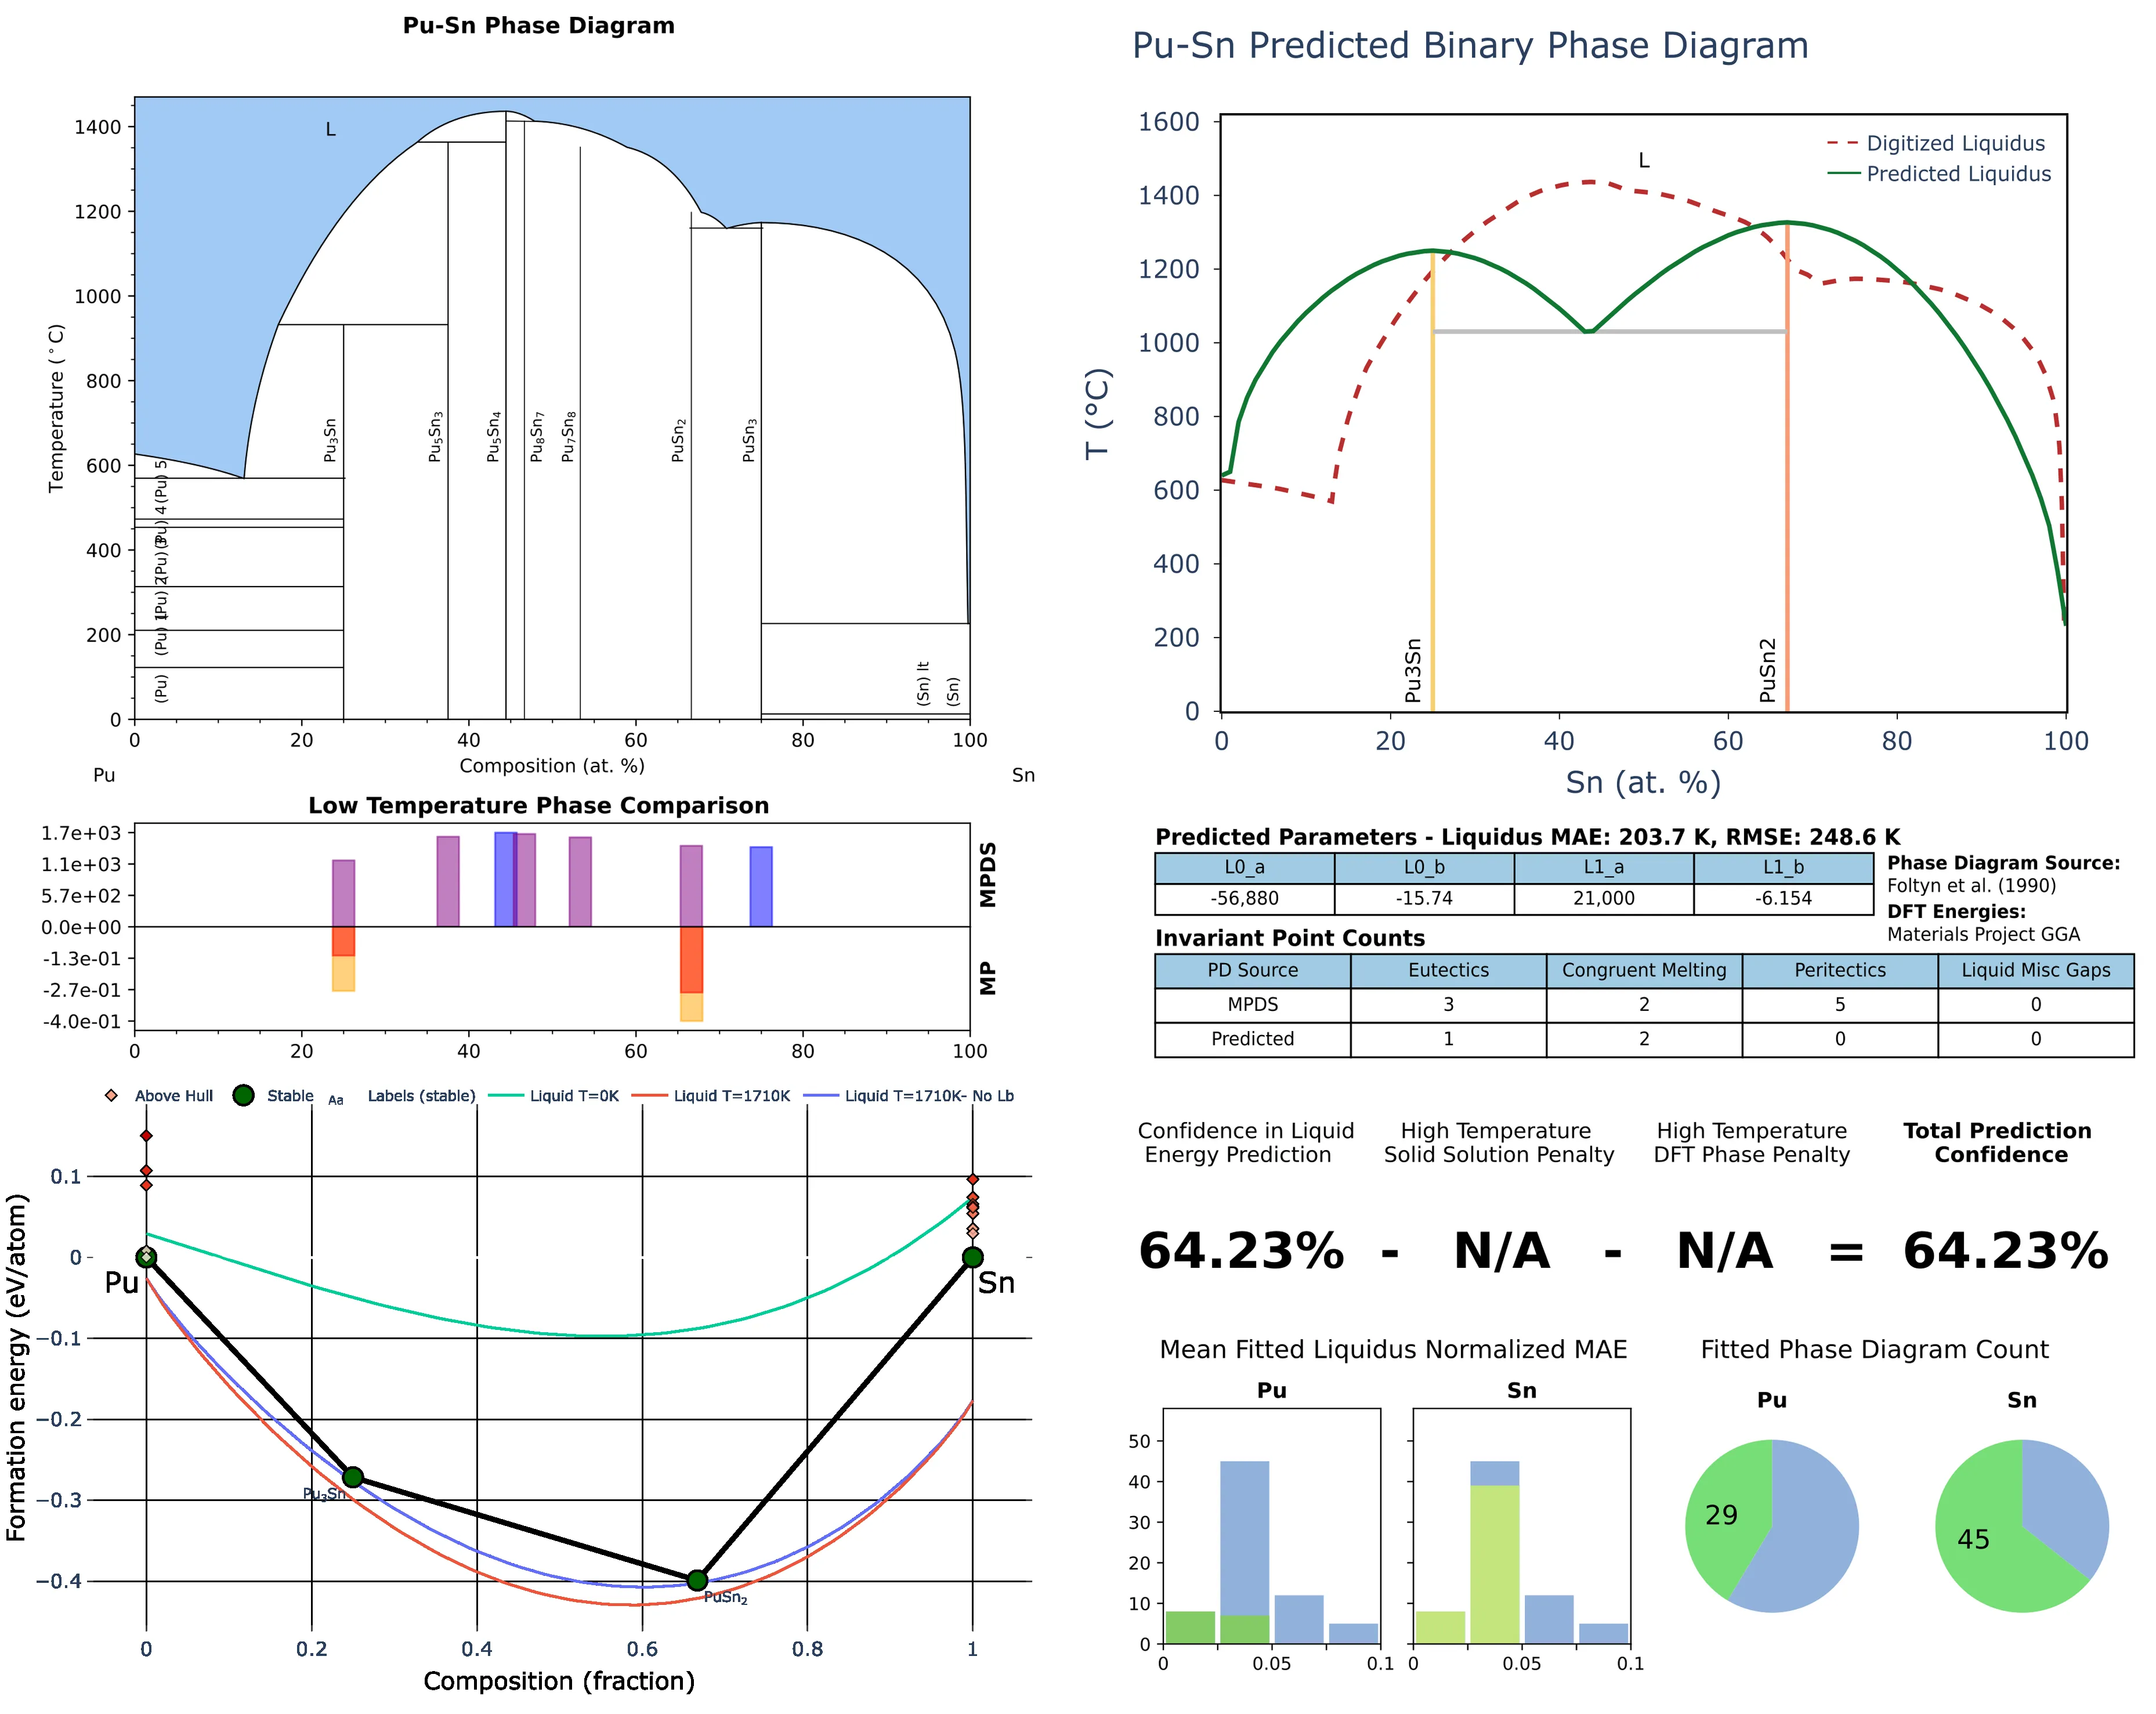 Pu-Sn Phase Diagram
1400
1200
1000
800
600
400
200
0
Temperature (°C)
L
Pu3Sn
Pu5Sn3
Pu5Sn4
Pu8Sn7
Pu7Sn8
PuSn2
PuSn3
(Pu) 5
(Pu) 4
(Pu) 3
(Pu) 2
(Pu) 1
(Pu)
(Sn) lt
(Sn)
0 20 40 60 80 100
Composition (at. %)
Pu Sn
Low Temperature Phase Comparison
1.7e+03
1.1e+03
5.7e+02
0.0e+00
-1.3e-01
-2.7e-01
-4.0e-01
MPDS
MP
0 20 40 60 80 100
Above Hull Stable Aa Labels (stable) Liquid T=0K Liquid T=1710K Liquid T=1710K- No Lb
0.1
0
−0.1
−0.2
−0.3
−0.4
Formation energy (eV/atom)
Pu
Sn
Pu3Sn
PuSn2
0 0.2 0.4 0.6 0.8 1
Composition (fraction)
Pu-Sn Predicted Binary Phase Diagram
1600
1400
1200
1000
800
600
400
200
0
T (°C)
L
Digitized Liquidus
Predicted Liquidus
Pu3Sn
PuSn2
0 20 40 60 80 100
Sn (at. %)
Predicted Parameters - Liquidus MAE: 203.7 K, RMSE: 248.6 K
L0_a L0_b L1_a L1_b
-56,880 -15.74 21,000 -6.154
Phase Diagram Source:
Foltyn et al. (1990)
DFT Energies:
Materials Project GGA
Invariant Point Counts
PD Source Eutectics Congruent Melting Peritectics Liquid Misc Gaps
MPDS 3 2 5 0
Predicted 1 2 0 0
Confidence in Liquid
Energy Prediction
High Temperature
Solid Solution Penalty
High Temperature
DFT Phase Penalty
Total Prediction
Confidence
64.23% - N/A - N/A = 64.23%
Mean Fitted Liquidus Normalized MAE
Pu Sn
50
40
30
20
10
0
0 0.05 0.1
0 0.05 0.1
Fitted Phase Diagram Count
Pu Sn
29
45